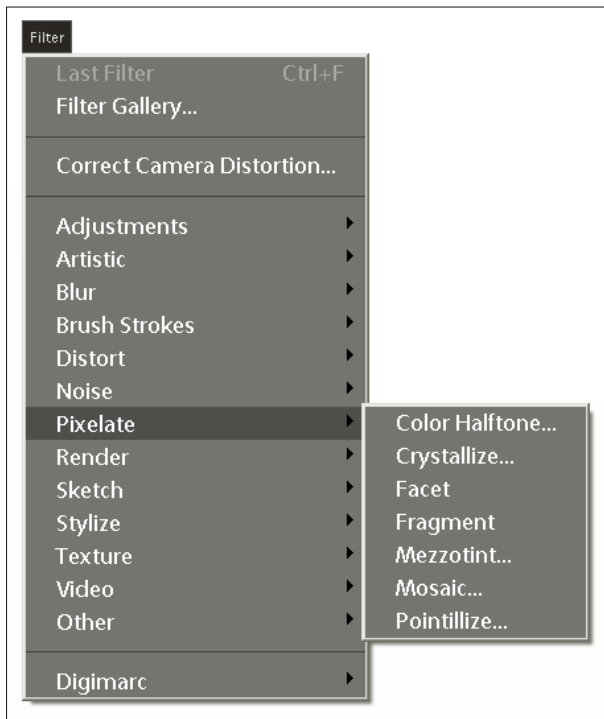 Filter
Last Filter Ctrl+F
Filter Gallery...
Correct Camera Distortion...
Adjustments
Artistic
Blur
Brush Strokes
Distort
Noise
Pixelate
Render
Sketch
Stylize
Texture
Video
Other
Digimarc
Color Halftone...
Crystallize...
Facet
Fragment
Mezzotint...
Mosaic...
Pointillize...